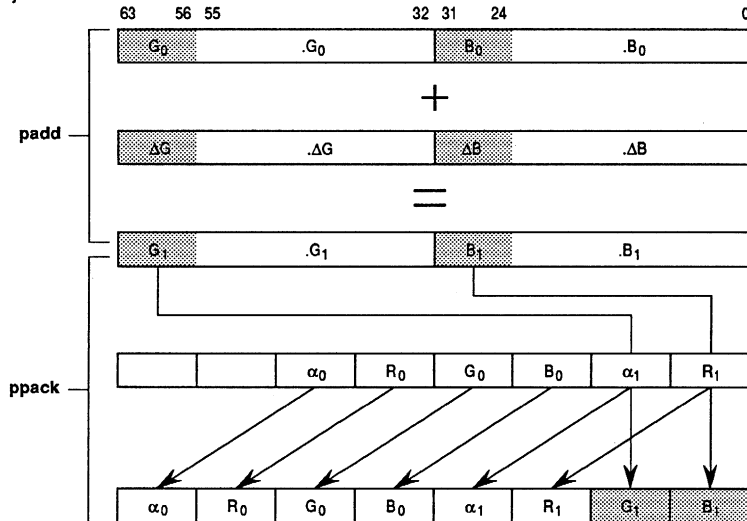 63 56 55 32 31 24 0
G₀ .G₀ B₀ .B₀
+
padd
ΔG .ΔG ΔB .ΔB
=
G₁ .G₁ B₁ .B₁
α₀ R₀ G₀ B₀ α₁ R₁
ppack
α₀ R₀ G₀ B₀ α₁ R₁ G₁ B₁